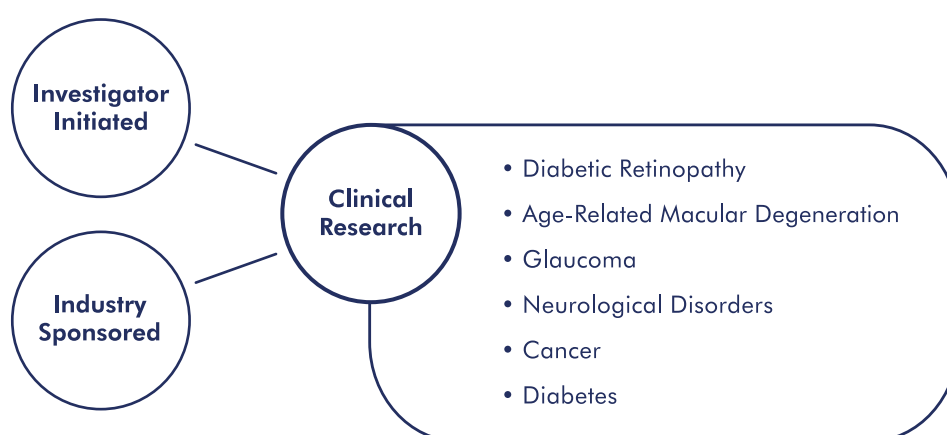 Investigator
Initiated
Clinical
Research
Industry
Sponsored
• Diabetic Retinopathy
• Age-Related Macular Degeneration
• Glaucoma
• Neurological Disorders
• Cancer
• Diabetes